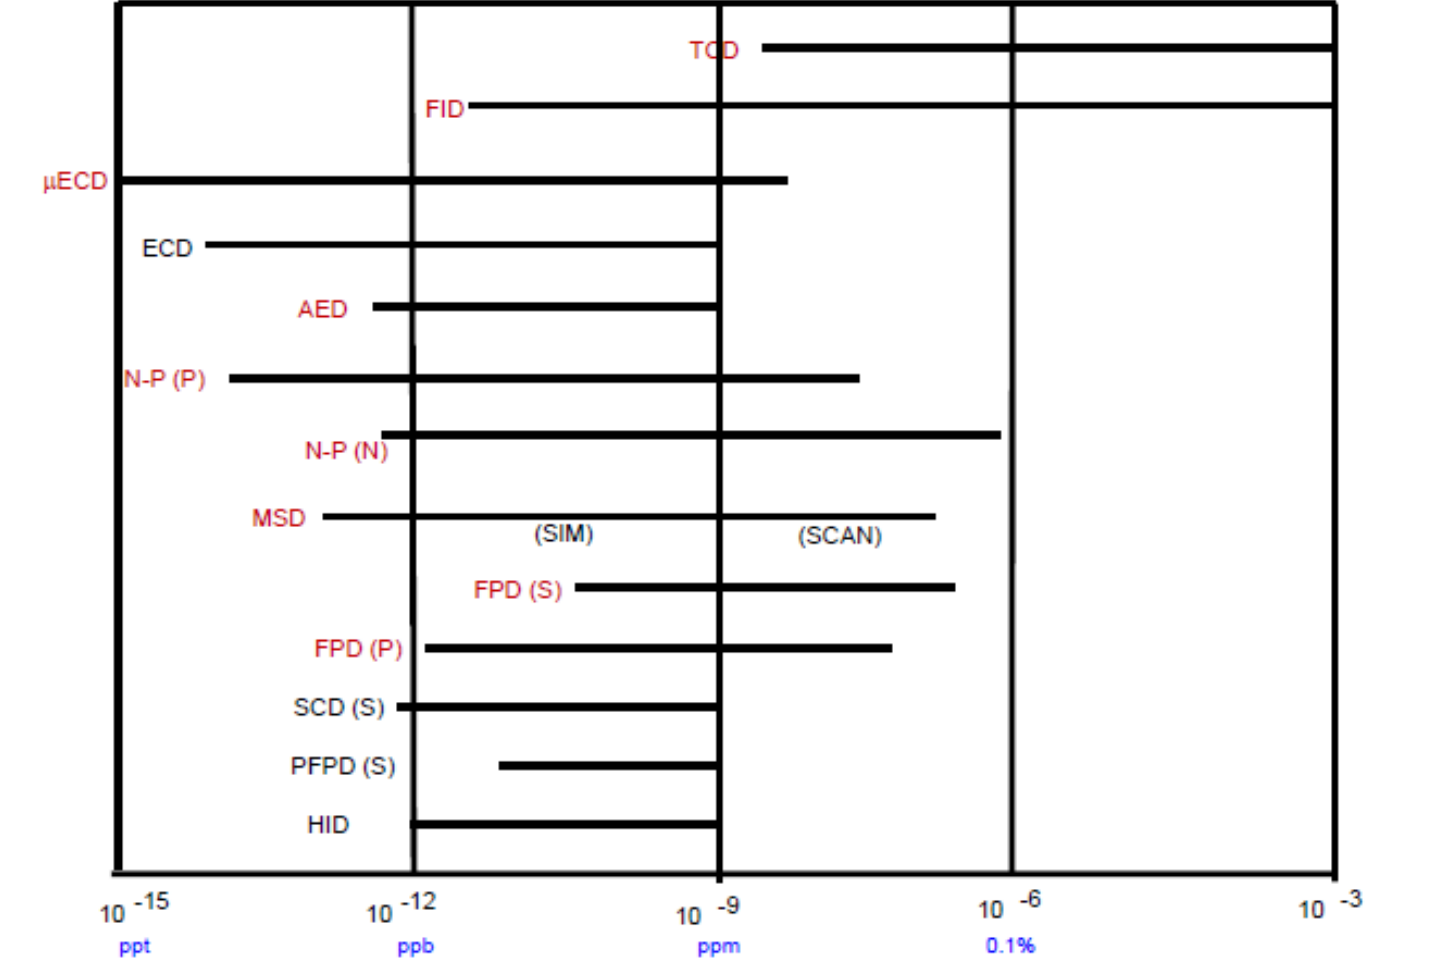 TCD
FID
µECD
ECD
AED
N-P (P)
N-P (N)
MSD
(SIM)
(SCAN)
FPD (S)
FPD (P)
SCD (S)
PFPD (S)
HID
10 -15
10 -12
10 -9
10 -6
10 -3
ppt
ppb
ppm
0.1%